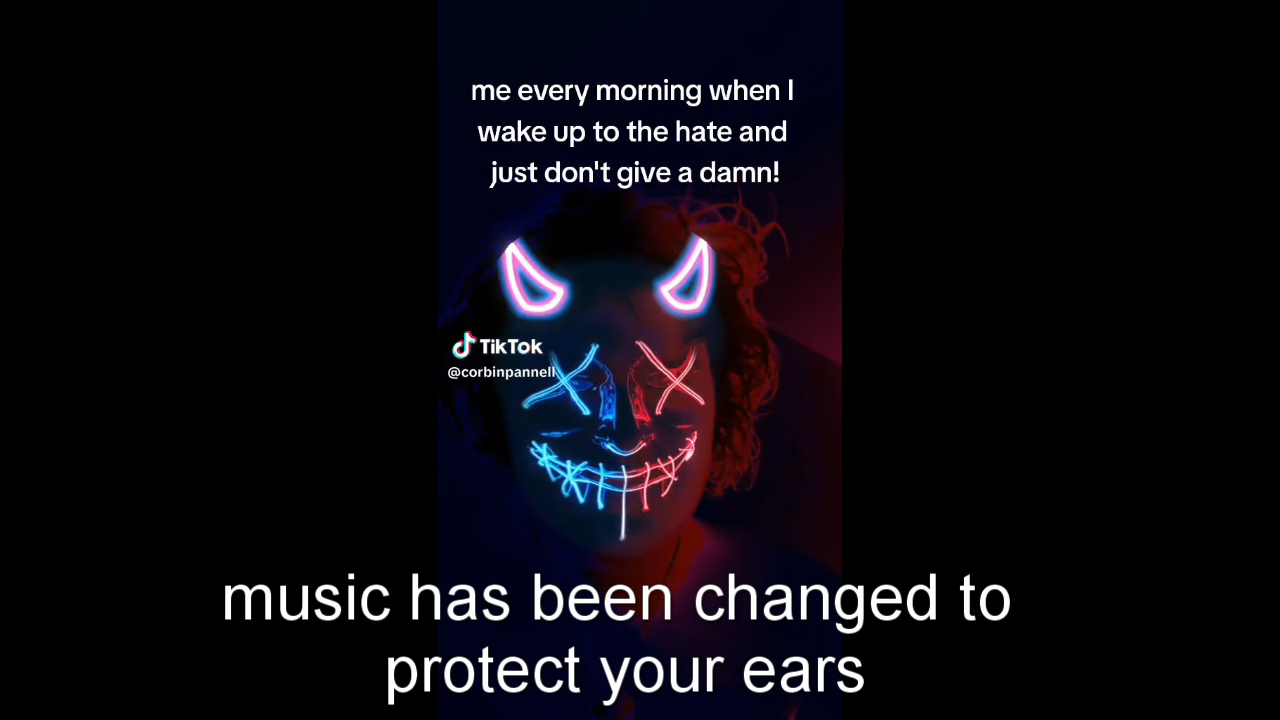 me every morning when I
wake up to the hate and
just don't give a damn!
TikTok
@corbinpannell
music has been changed to
protect your ears